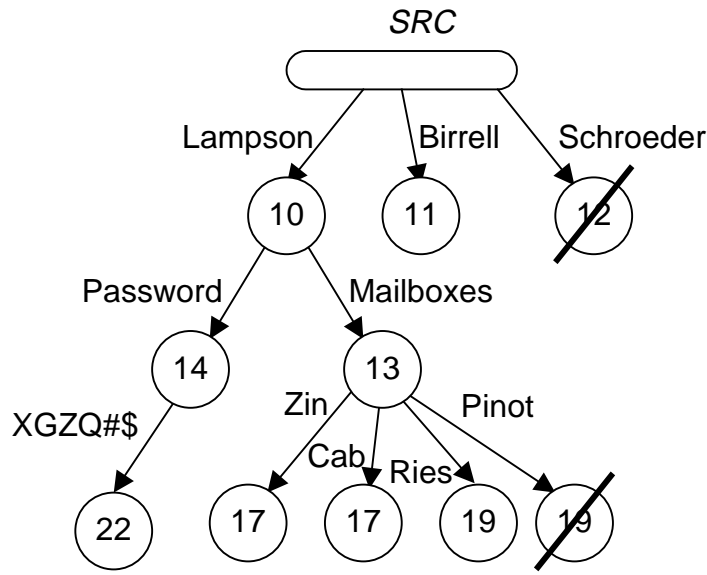 SRC
Lampson Birrell Schroeder
10 11 12
Password Mailboxes
14 13
Zin Pinot
XGZQ#$
Cab Ries
22 17 17 19 19